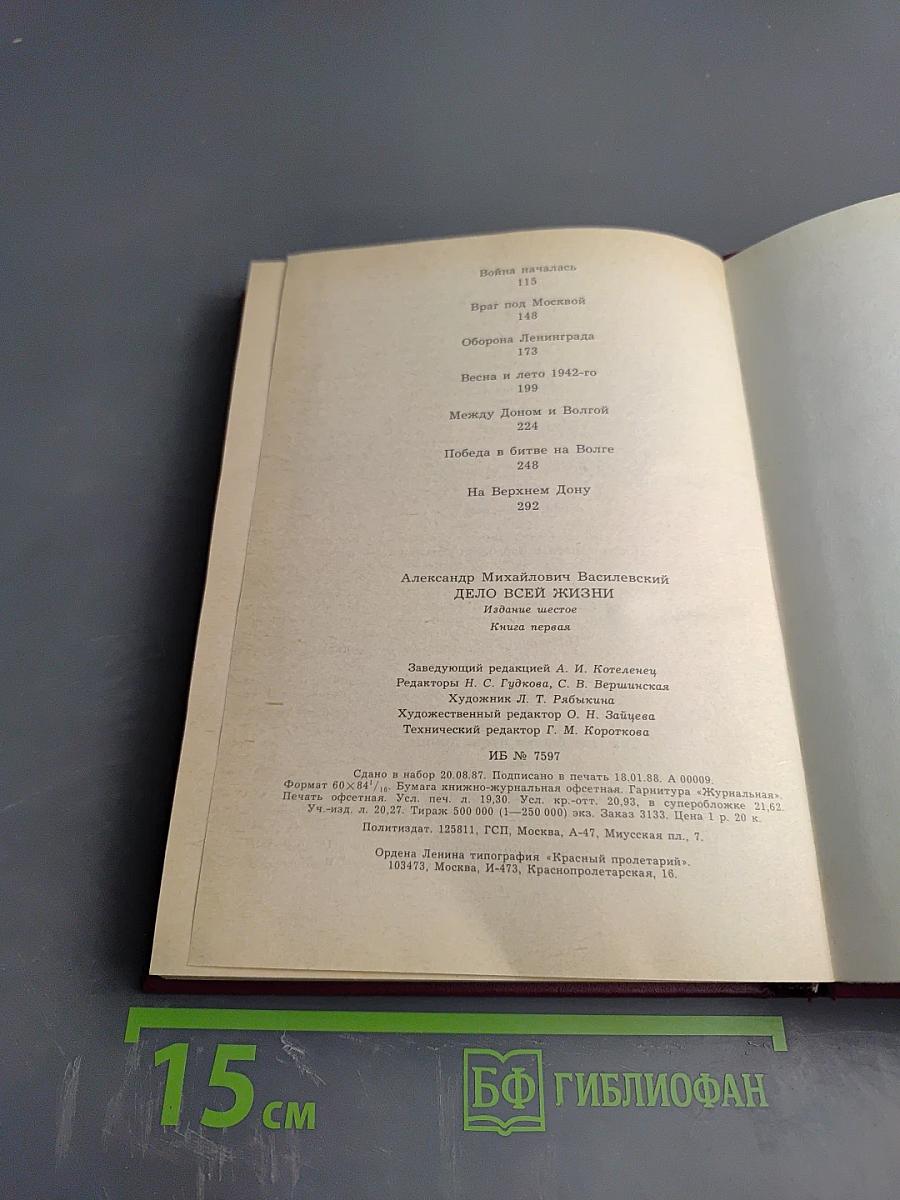 Война началась
115
Враг под Москвой
148
Оборона Ленинграда
173
Весна и лето 1942-го
199
Между Доном и Волгой
224
Победа в битве на Волге
248
На Верхнем Дону
292
Александр Михайлович Василевский
ДЕЛО ВСЕЙ ЖИЗНИ
Издание шестое
Книга первая
Заведующий редакцией А. И. Котеленец
Редакторы Н. С. Гудкова, С. В. Вершинская
Художник Л. Т. Рябыкина
Художественный редактор О. Н. Зайцева
Технический редактор Г. М. Короткова
ИБ № 7597
Сдано в набор 20.08.87. Подписано в печать 18.01.88. А 00009.
Формат 60×84¹/₁₆. Бумага книжно-журнальная офсетная. Гарнитура «Журнальная».
Печать офсетная. Усл. печ. л. 19,30. Усл. кр.-отт. 20,93, в суперобложке 21,62.
Уч.-изд. л. 20,27. Тираж 500 000 (1—250 000) экз. Заказ 3133. Цена 1 р. 20 к.
Политиздат. 125811, ГСП, Москва, А-47, Миусская пл., 7.
Ордена Ленина типография «Красный пролетарий».
103473, Москва, И-473, Краснопролетарская, 16.
15 см
БФ ГИБЛИОФАН